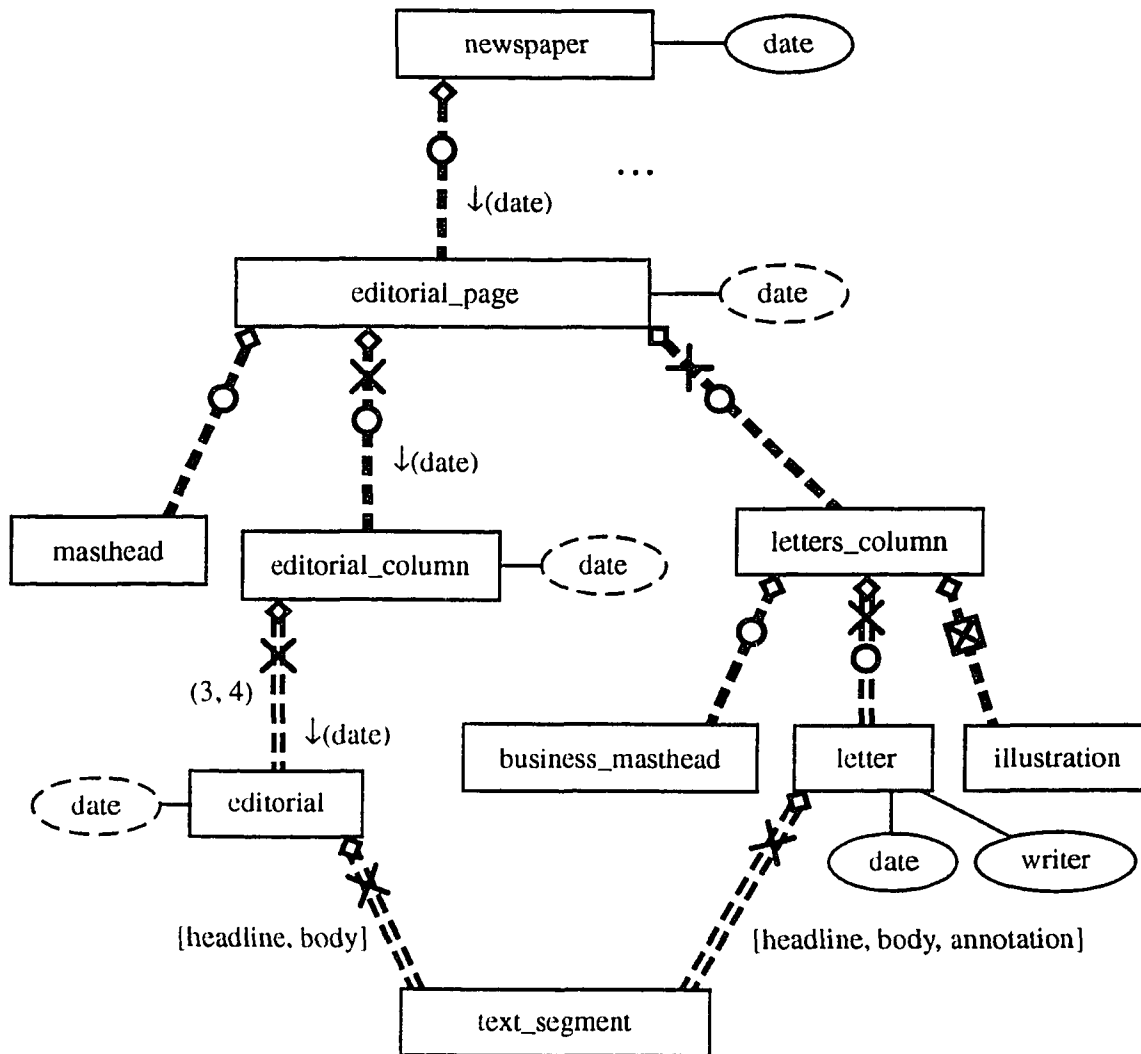 newspaper
date
...
↓(date)
editorial_page
date
↓(date)
masthead
editorial_column
date
letters_column
(3, 4)
↓(date)
business_masthead
letter
illustration
date
editorial
date
writer
[headline, body]
[headline, body, annotation]
text_segment